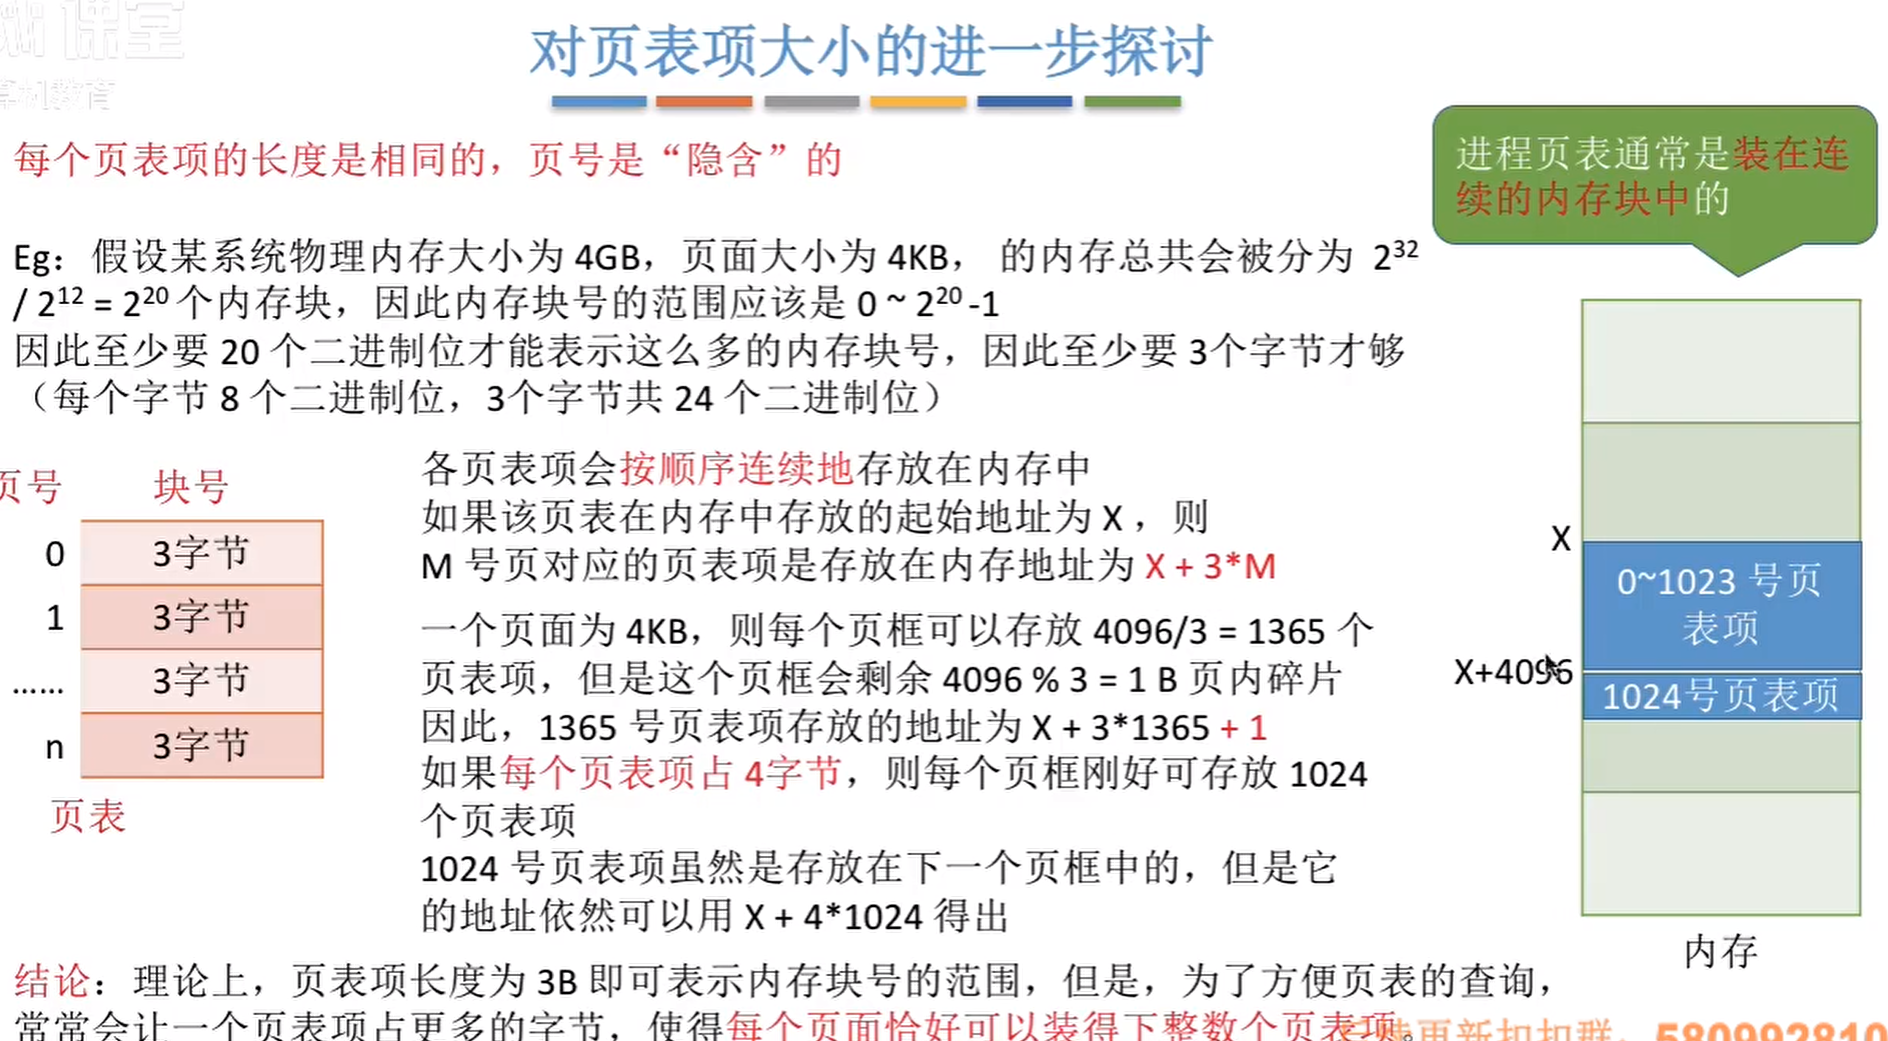 课堂
算机教育
对页表项大小的进一步探讨
每个页表项的长度是相同的，页号是“隐含”的
进程页表通常是装在连
续的内存块中的
Eg：假设某系统物理内存大小为 4GB，页面大小为 4KB， 的内存总共会被分为 2³²
/ 2¹² = 2²⁰ 个内存块，因此内存块号的范围应该是 0 ~ 2²⁰ -1
因此至少要 20 个二进制位才能表示这么多的内存块号，因此至少要 3个字节才够
（每个字节 8 个二进制位，3个字节共 24 个二进制位）
页号 块号
0 3字节
1 3字节
…… 3字节
n 3字节
页表
各页表项会按顺序连续地存放在内存中
如果该页表在内存中存放的起始地址为 X ，则
M 号页对应的页表项是存放在内存地址为 X + 3*M
一个页面为 4KB，则每个页框可以存放 4096/3 = 1365 个
页表项，但是这个页框会剩余 4096 % 3 = 1 B 页内碎片
因此，1365 号页表项存放的地址为 X + 3*1365 + 1
如果每个页表项占 4字节，则每个页框刚好可存放 1024
个页表项
1024 号页表项虽然是存放在下一个页框中的，但是它
的地址依然可以用 X + 4*1024 得出
X
0~1023 号页
表项
X+4096
1024号页表项
内存
结论：理论上，页表项长度为 3B 即可表示内存块号的范围，但是，为了方便页表的查询，
常常会让一个页表项占更多的字节，使得每个页面恰好可以装得下整数个页表项。
更新扣扣群：580992810